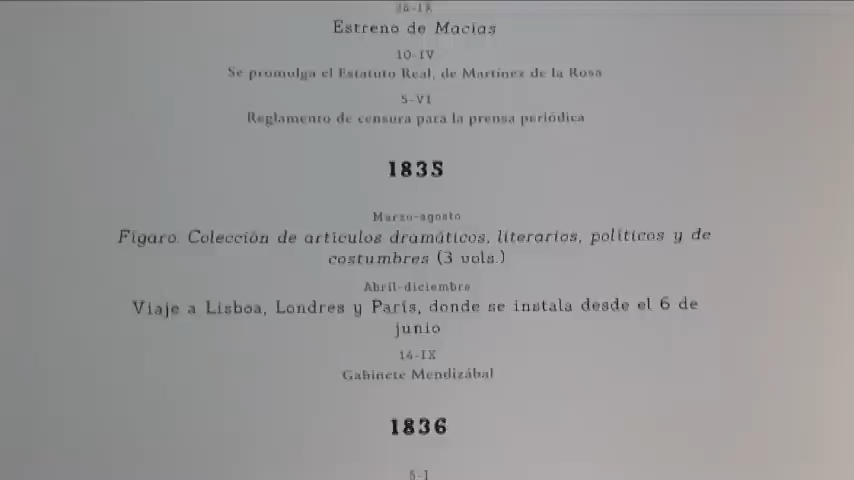 Estreno de Macías
10-IV
Se promulga el Estatuto Real, de Martínez de la Rosa
5-VI
Reglamento de censura para la prensa periódica
1835
Marzo-agosto
Fígaro. Colección de artículos dramáticos, literarios, políticos y de
costumbres (3 vols.)
Abril-diciembre
Viaje a Lisboa, Londres y París, donde se instala desde el 6 de
junio
14-IX
Gabinete Mendizábal
1836
5-I